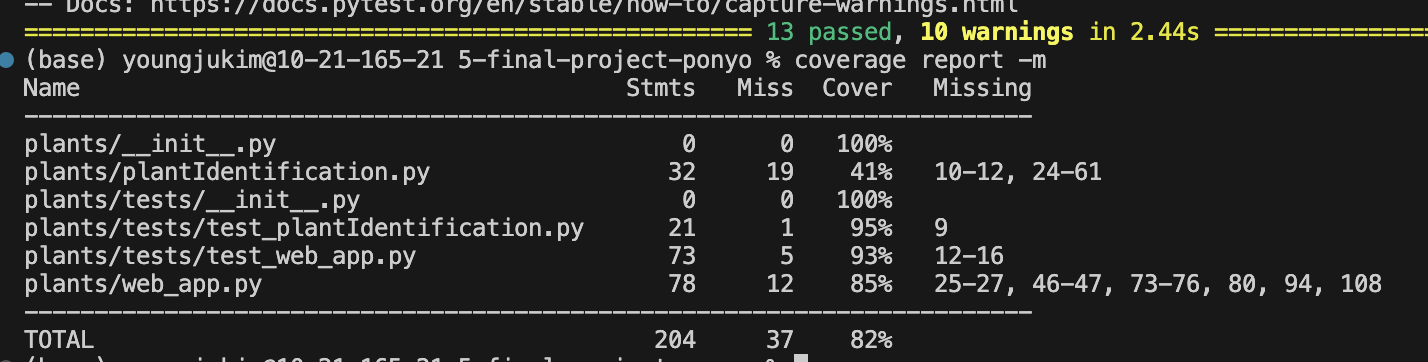 -- Docs: https://docs.pytest.org/en/stable/how-to/capture-warnings.html
==================================================== 13 passed, 10 warnings in 2.44s ================
(base) youngjukim@10-21-165-21 5-final-project-ponyo % coverage report -m
Name                                           Stmts   Miss  Cover   Missing
------------------------------------------------------------------------
plants/__init__.py                                 0      0   100%
plants/plantIdentification.py                     32     19    41%   10-12, 24-61
plants/tests/__init__.py                           0      0   100%
plants/tests/test_plantIdentification.py          21      1    95%   9
plants/tests/test_web_app.py                      73      5    93%   12-16
plants/web_app.py                                 78     12    85%   25-27, 46-47, 73-76, 80, 94, 108
------------------------------------------------------------------------
TOTAL                                            204     37    82%